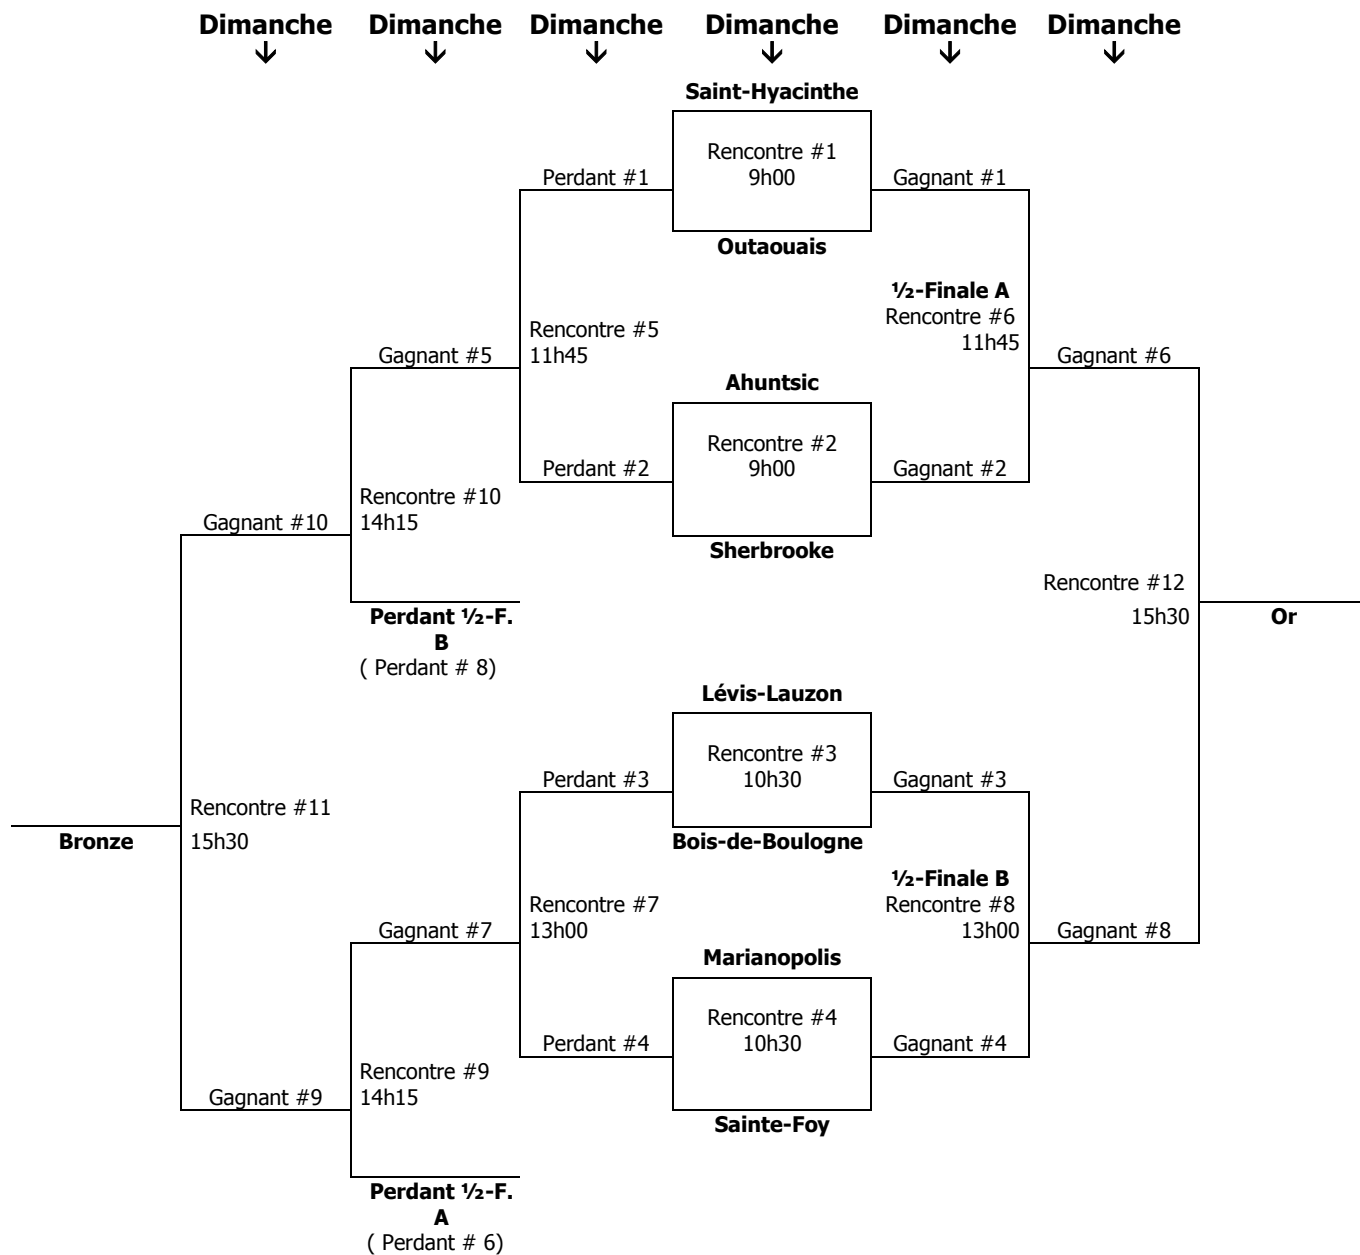 Dimanche Dimanche Dimanche Dimanche Dimanche Dimanche
Saint-Hyacinthe
Rencontre #1
9h00
Perdant #1
Gagnant #1
Outaouais
½-Finale A
Rencontre #6
11h45
Rencontre #5
11h45
Gagnant #5
Gagnant #6
Ahuntsic
Rencontre #2
9h00
Perdant #2
Gagnant #2
Rencontre #10
14h15
Gagnant #10
Sherbrooke
Rencontre #12
15h30
Or
Perdant ½-F.
B
( Perdant # 8)
Lévis-Lauzon
Rencontre #3
10h30
Perdant #3
Gagnant #3
Rencontre #11
15h30
Bronze
Bois-de-Boulogne
½-Finale B
Rencontre #8
13h00
Rencontre #7
13h00
Gagnant #7
Gagnant #8
Marianopolis
Rencontre #4
10h30
Perdant #4
Gagnant #4
Rencontre #9
14h15
Gagnant #9
Sainte-Foy
Perdant ½-F.
A
( Perdant # 6)